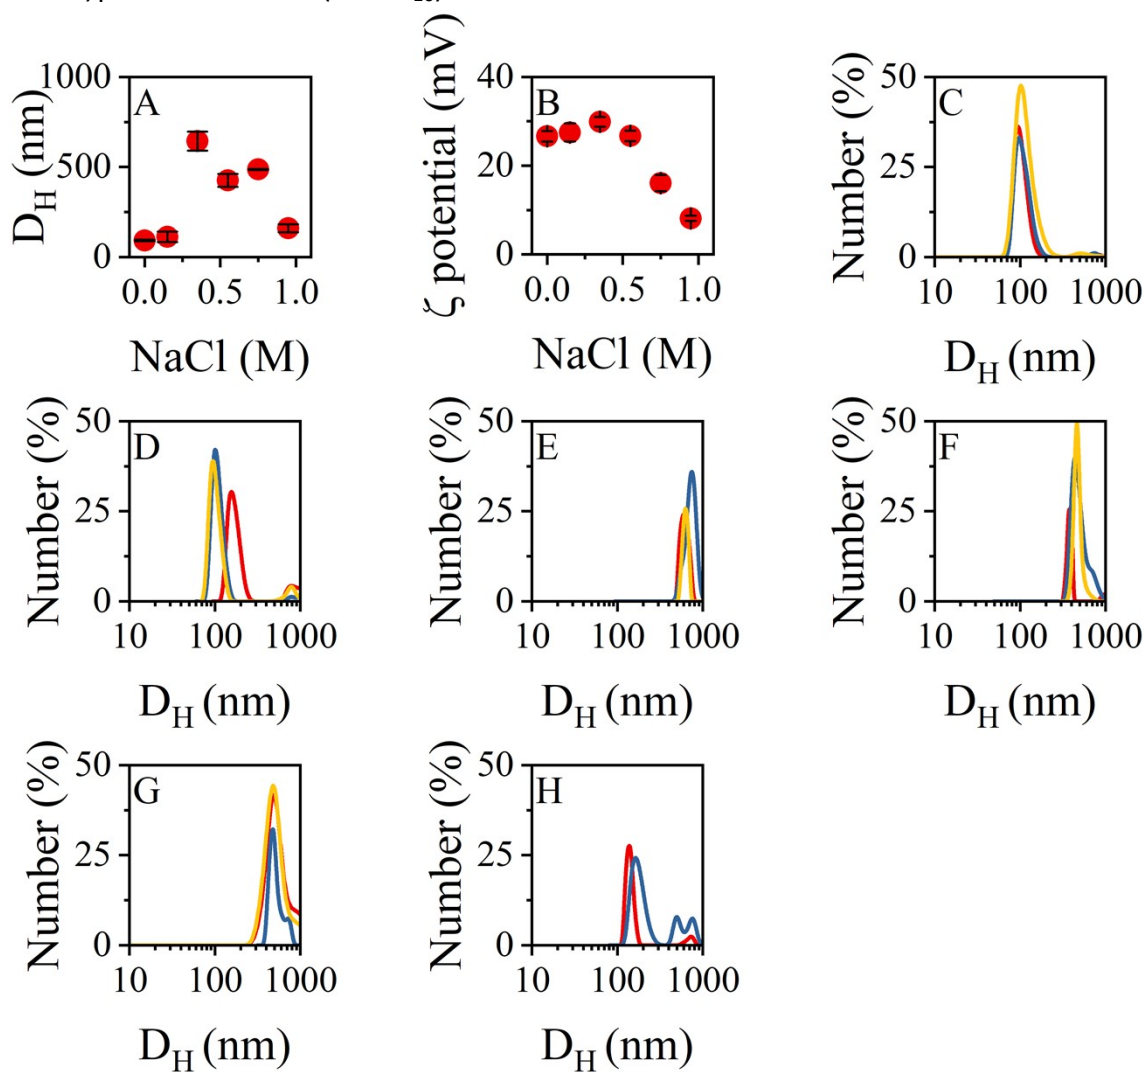 1000
500
0
D_H (nm)
A
0.0 0.5 1.0
NaCl (M)
40
20
0
ζ potential (mV)
B
0.0 0.5 1.0
NaCl (M)
50
25
0
Number (%)
C
10 100 1000
D_H (nm)
50
25
0
Number (%)
D
10 100 1000
D_H (nm)
50
25
0
Number (%)
E
10 100 1000
D_H (nm)
50
25
0
Number (%)
F
10 100 1000
D_H (nm)
50
25
0
Number (%)
G
10 100 1000
D_H (nm)
50
25
0
Number (%)
H
10 100 1000
D_H (nm)